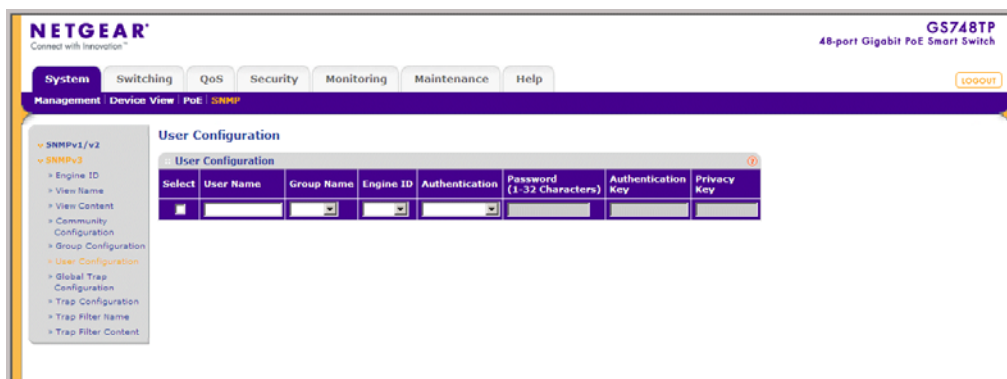 NETGEAR®
Connect with Innovation™
GS748TP
48-port Gigabit PoE Smart Switch
System Switching QoS Security Monitoring Maintenance Help
LOGOUT
Management Device View PoE SNMP
SNMPv1/v2
SNMPv3
» Engine ID
» View Name
» View Content
» Community
Configuration
» Group Configuration
» User Configuration
» Global Trap
Configuration
» Trap Configuration
» Trap Filter Name
» Trap Filter Content
User Configuration
User Configuration
?
Select User Name Group Name Engine ID Authentication Password (1-32 Characters) Authentication Key Privacy Key